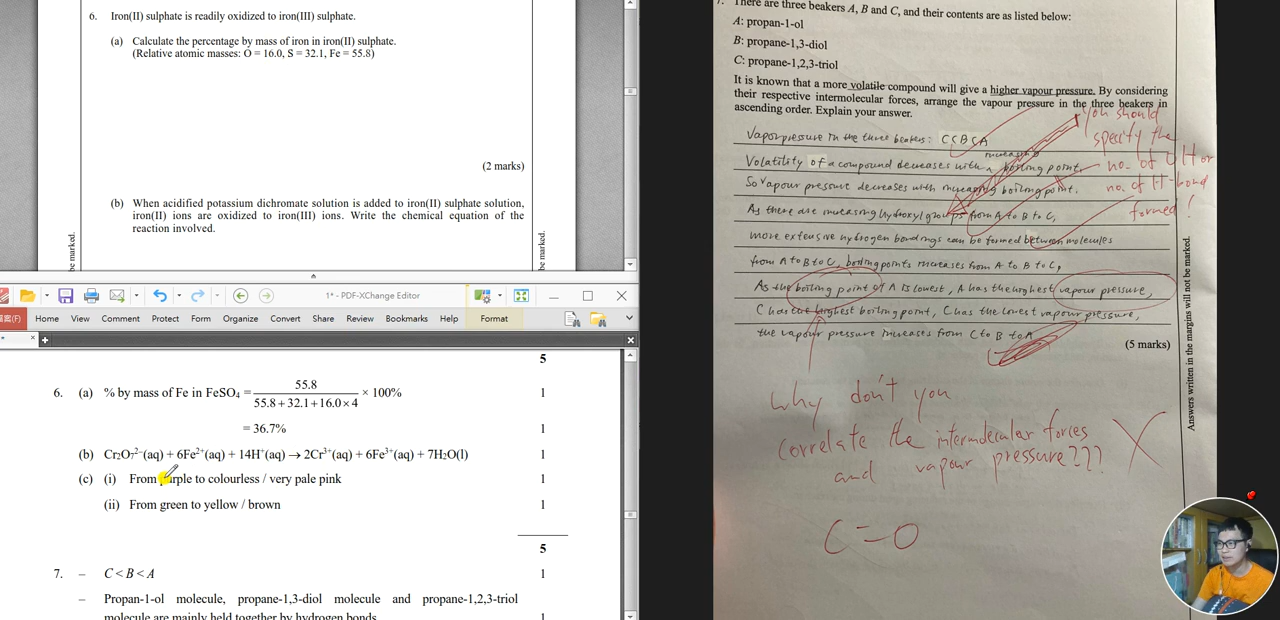 6. Iron(II) sulphate is readily oxidized to iron(III) sulphate.
(a) Calculate the percentage by mass of iron in iron(II) sulphate.
(Relative atomic masses: O = 16.0, S = 32.1, Fe = 55.8)
(2 marks)
(b) When acidified potassium dichromate solution is added to iron(II) sulphate solution,
iron(II) ions are oxidized to iron(III) ions. Write the chemical equation of the
reaction involved.
be marked.
be marked.
1* - PDF-XChange Editor
Home View Comment Protect Form Organize Convert Share Review Bookmarks Help Format
5
6. (a) % by mass of Fe in FeSO₄ = 55.8 / 55.8 + 32.1 + 16.0 × 4 × 100% 1
= 36.7% 1
(b) Cr₂O₇²⁻(aq) + 6Fe²⁺(aq) + 14H⁺(aq) → 2Cr³⁺(aq) + 6Fe³⁺(aq) + 7H₂O(l) 1
(c) (i) From purple to colourless / very pale pink 1
(ii) From green to yellow / brown 1
5
7. – C < B < A 1
– Propan-1-ol molecule, propane-1,3-diol molecule and propane-1,2,3-triol
molecule are mainly held together by hydrogen bonds. 1
7. There are three beakers A, B and C, and their contents are as listed below:
A: propan-1-ol
B: propane-1,3-diol
C: propane-1,2,3-triol
It is known that a more volatile compound will give a higher vapour pressure. By considering
their respective intermolecular forces, arrange the vapour pressure in the three beakers in
ascending order. Explain your answer.
Vapor pressure in the three beakers: C<B<A
Volatility of a compound decreases with a increasing boiling point,
So vapour pressure decreases with increasing boiling point.
As there are increasing hydroxyl groups from A to B to C,
more extensive hydrogen bondings can be formed between molecules
from A to B to C, boiling points increases from A to B to C,
As the boiling point of A is lowest, A has the highest vapour pressure,
C has the highest boiling point, C has the lowest vapour pressure,
the vapour pressure increases from C to B to A
(5 marks)
you should
specify the
no. of OH or
no. of H-bond
formed!
Why don't you
correlate the intermolecular forces
and vapour pressure???
C=0
Answers written in the margins will not be marked.